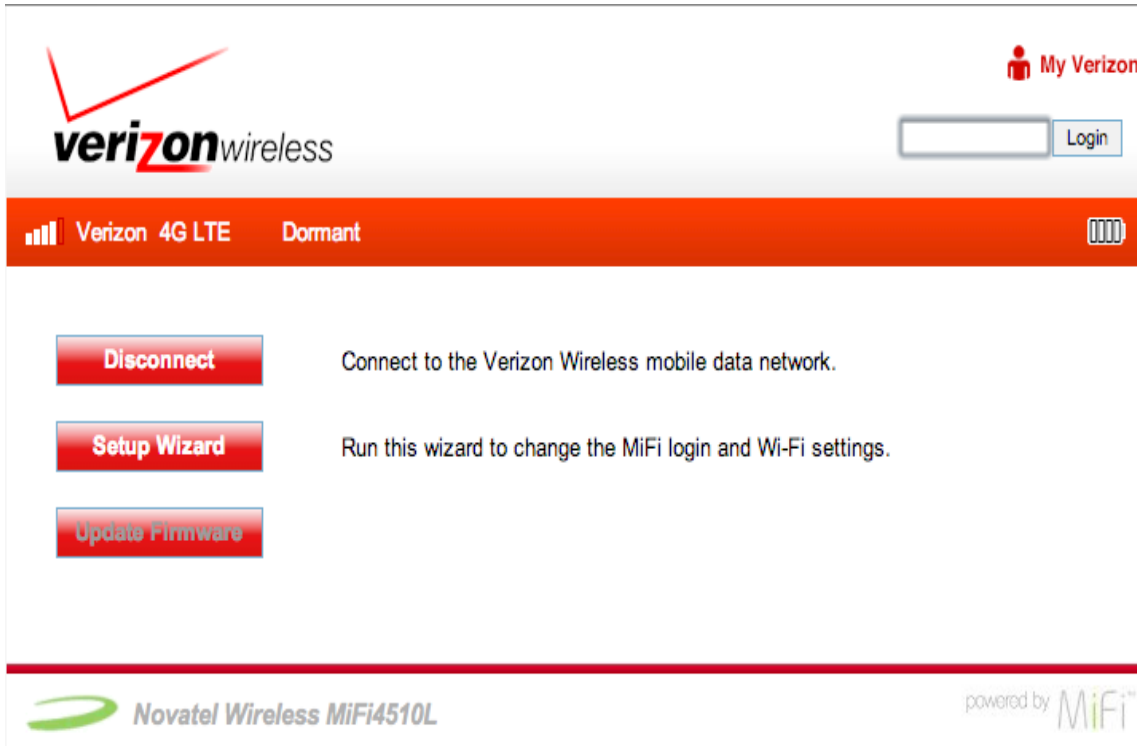 My Verizon
verizonwireless
Login
Verizon 4G LTE Dormant
Disconnect Connect to the Verizon Wireless mobile data network.
Setup Wizard Run this wizard to change the MiFi login and Wi-Fi settings.
Update Firmware
Novatel Wireless MiFi4510L powered by MiFi™